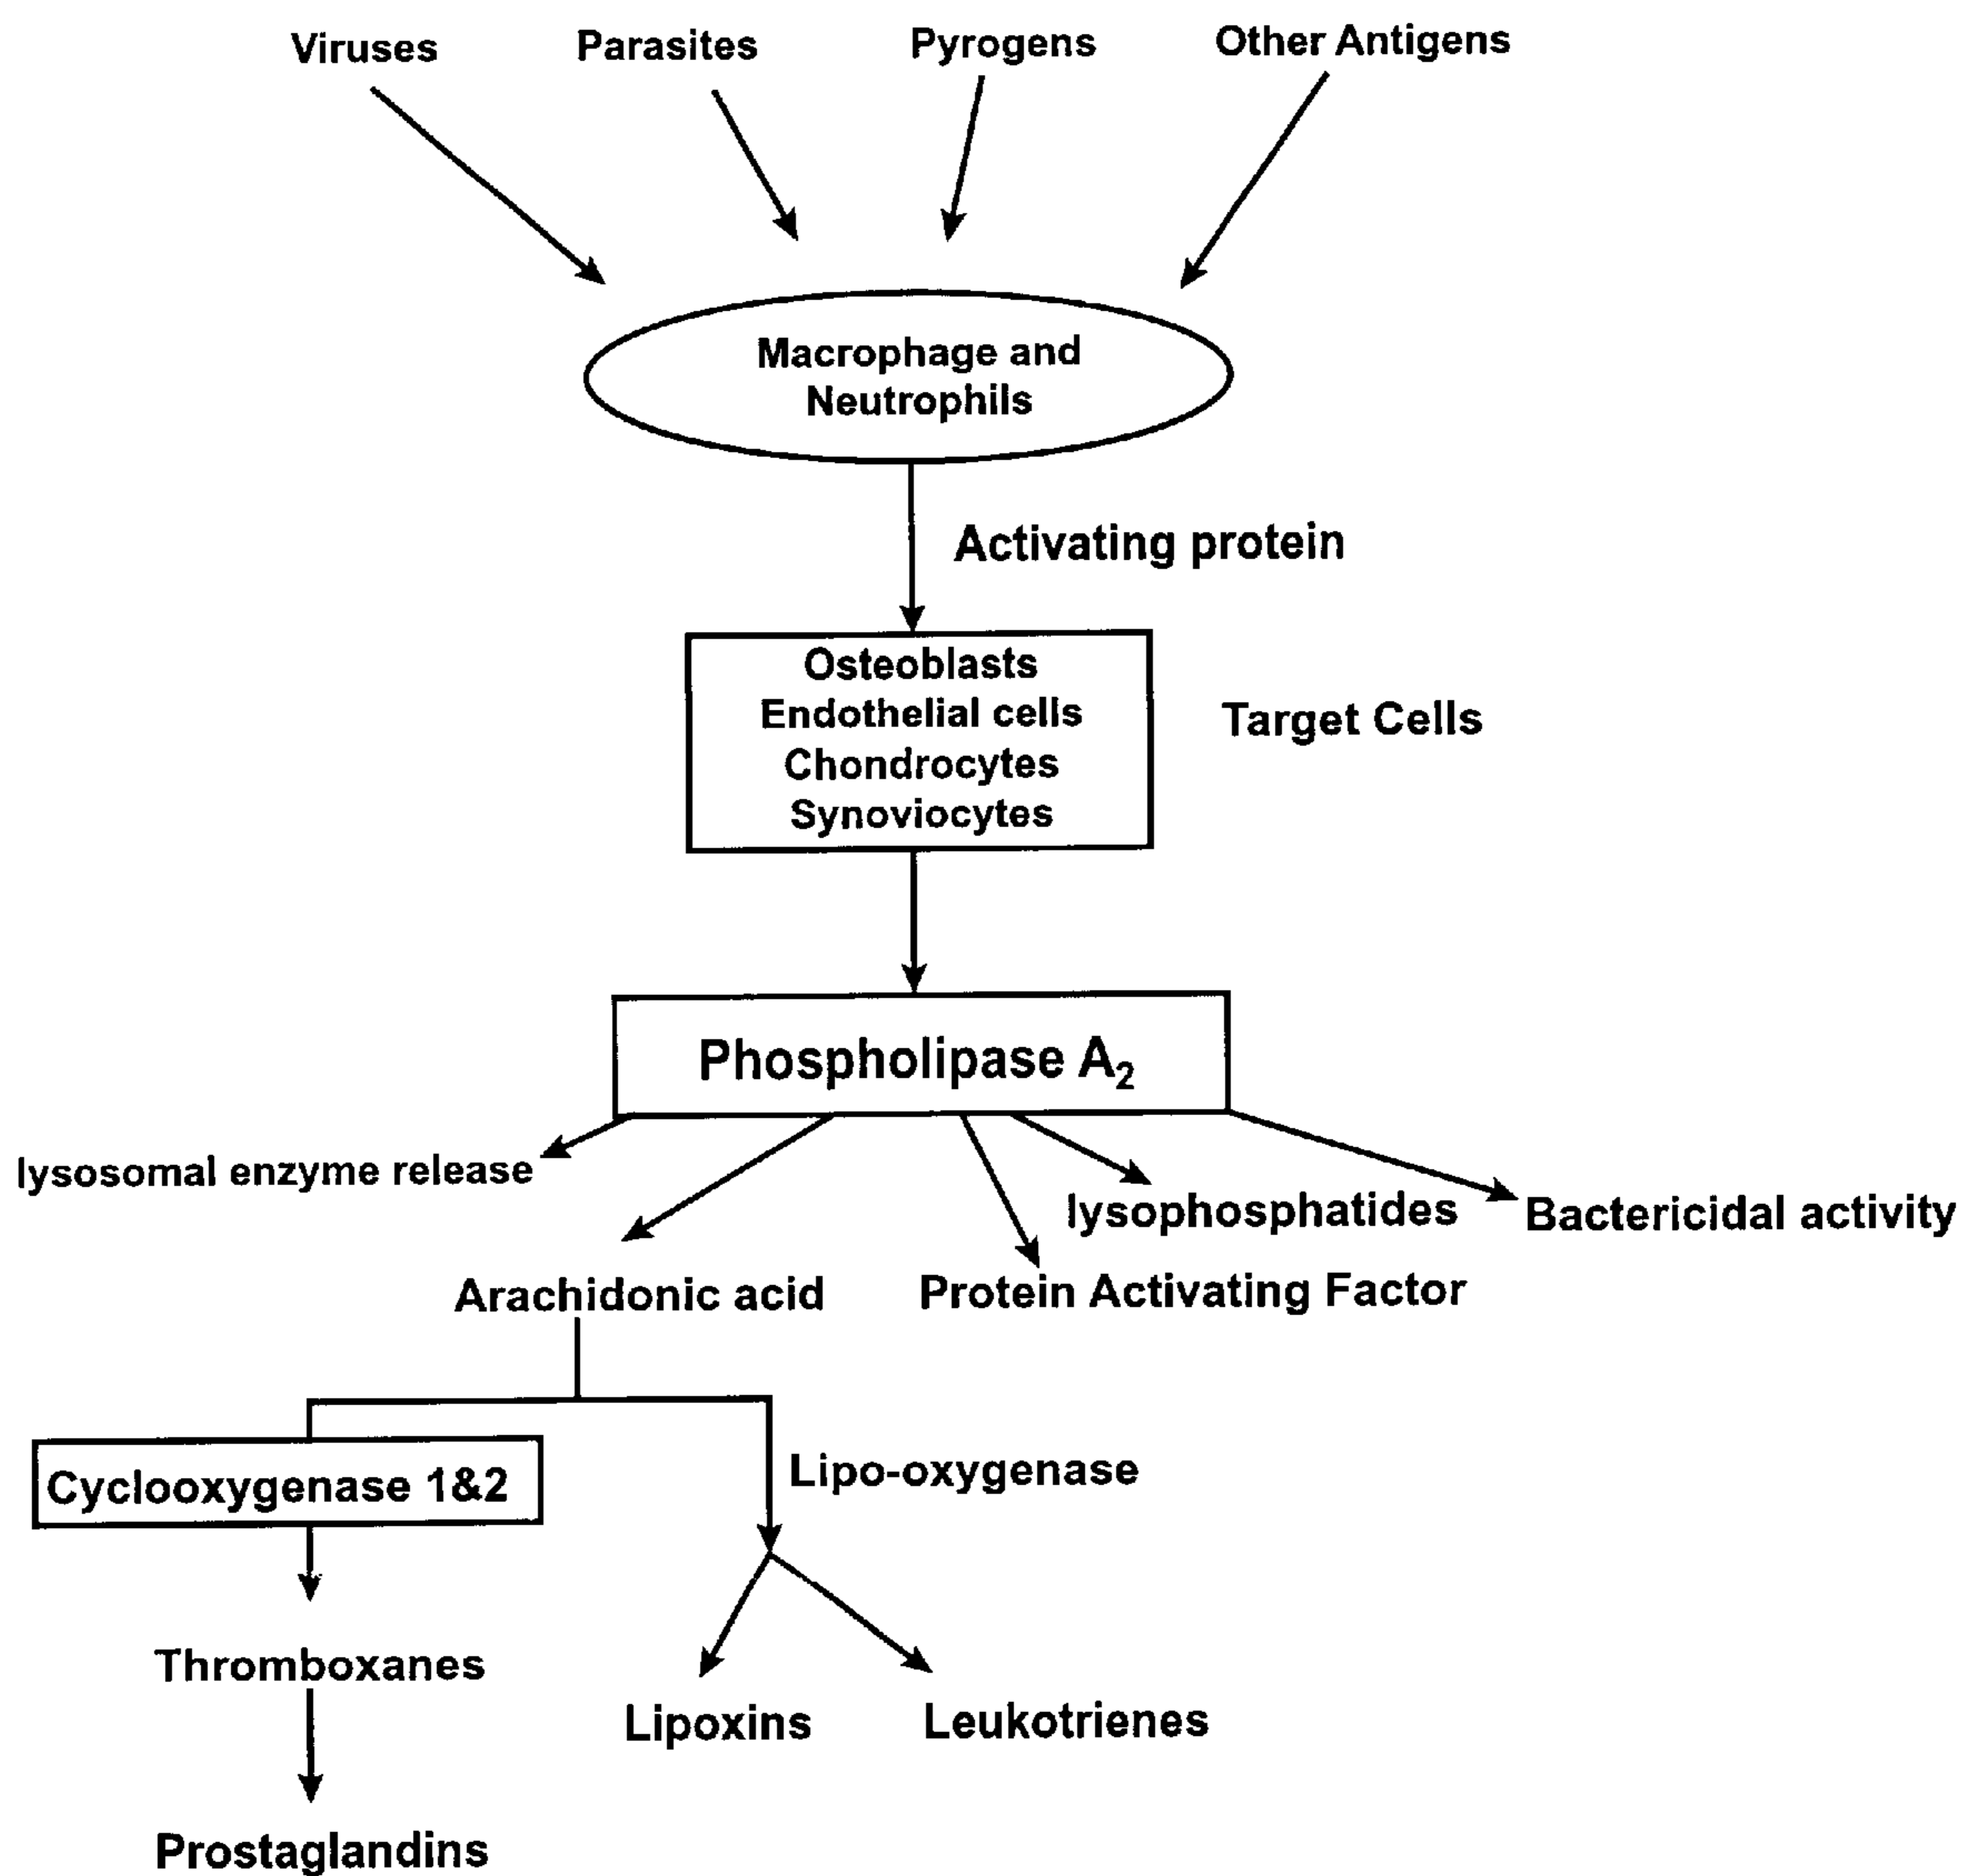 Viruses
Parasites
Pyrogens
Other Antigens
Macrophage and
Neutrophils
Activating protein
Osteoblasts
Endothelial cells
Chondrocytes
Synoviocytes
Target Cells
Phospholipase A₂
lysosomal enzyme release
lysophosphatides
Bactericidal activity
Arachidonic acid
Protein Activating Factor
Cyclooxygenase 1&2
Lipo-oxygenase
Thromboxanes
Lipoxins
Leukotrienes
Prostaglandins